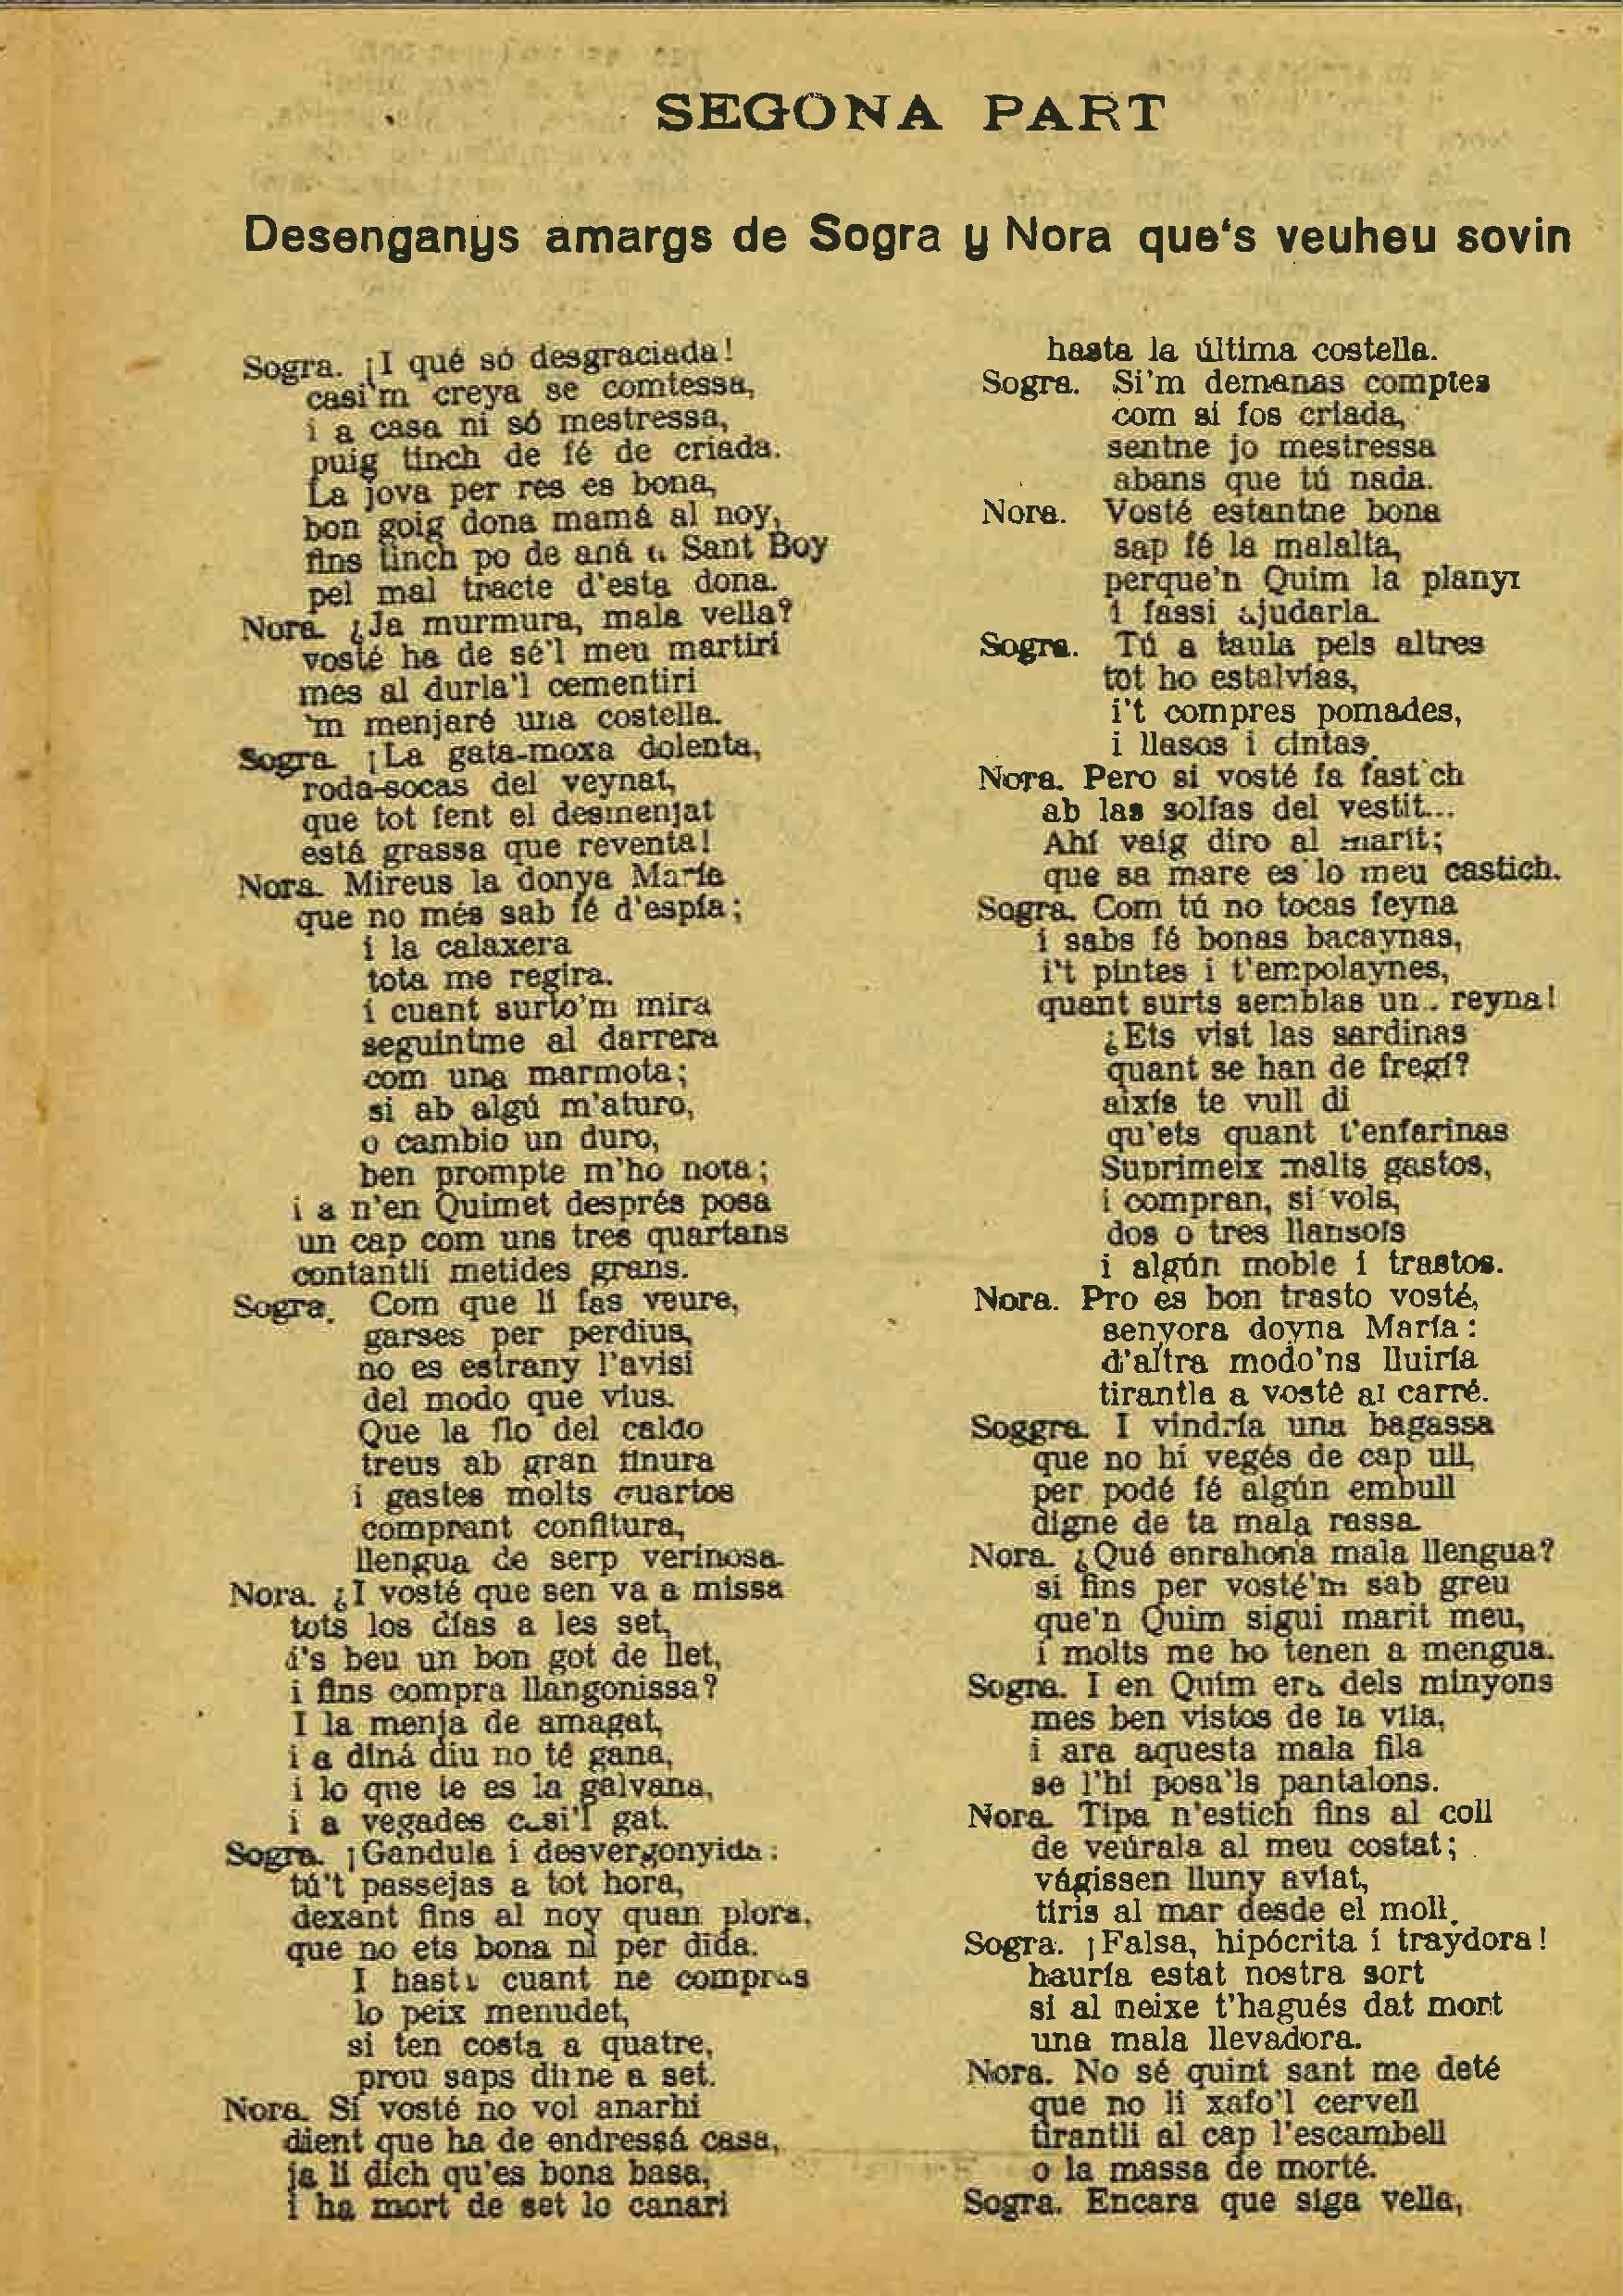 SEGONA PART
Desenganys amargs de Sogra y Nora que's veuheu sovin
Sogra. ¡I qué só desgraciada!
casi'm creya se comtessa,
i a casa ni só mestressa,
puig tinch de fé de criada.
La jova per res es bona,
bon goig dona mamá al noy,
fins tinch po de aná a Sant Boy
pel mal tracte d'esta dona.
Nora. ¿Ja murmura, mala vella?
vosté ha de sé'l meu martiri
mes al durla'l cementiri
'm menjaré una costella.
Sogra. ¡La gata-moxa dolenta,
roda-socas del veynat,
que tot fent el desmenjat
está grassa que reventa!
Nora. Mireus la donya María
que no més sab fé d'espía;
i la calaxera
tota me regira.
i cuant surto'm mira
seguintme al darrera
com una marmota;
si ab algú m'aturo,
o cambio un duro,
ben prompte m'ho nota;
i a n'en Quimet després posa
un cap com uns tres quartans
contantli metides grans.
Sogra. Com que li fas veure,
garses per perdius,
no es estrany l'avisi
del modo que vius.
Que la flo del caldo
treus ab gran finura
i gastes molts cuartos
comprant confitura,
llengua de serp verinosa.
Nora. ¿I vosté que sen va a missa
tots los días a les set,
i's beu un bon got de llet,
i fins compra llangonissa?
I la menja de amagat,
i a diná diu no té gana,
i lo que te es la galvana,
i a vegades casi'l gat.
Sogra. ¡Gandula i desvergonyida:
tú't passejas a tot hora,
dexant fins al noy quan plora,
que no ets bona ni per dida.
I hasta cuant ne compras
lo peix menudet,
si ten costa a quatre,
prou saps dirne a set.
Nora. Si vosté no vol anarhi
dient que ha de endressá casa,
ja li dich qu'es bona basa,
i ha mort de set lo canari
hasta la última costella.
Sogra. Si'm demanas comptes
com si fos criada,
sentne jo mestressa
abans que tú nada.
Nora. Vosté estantne bona
sap fé la malalta,
perque'n Quim la planyi
i fassi ajudarla.
Sogra. Tú a taula pels altres
tot ho estalvias,
i't compres pomades,
i llasos i cintas.
Nora. Pero si vosté fa fastich
ab las solfas del vestit...
Ahí vaig diro al marit;
que sa mare es lo meu castich.
Sogra. Com tú no tocas feyna
i sabs fé bonas bacaynas,
i't pintes i t'empolaynes,
quant surts semblas un.. reyna!
¿Ets vist las sardinas
quant se han de fregí?
aixís te vull di
qu'ets quant t'enfarinas
Suprimeix malts gastos,
i compran, si vols,
dos o tres llansols
i algún moble i trastos.
Nora. Pro es bon trasto vosté,
senyora doyna María:
d'altra modo'ns lluiría
tirantla a vosté al carré.
Soggra. I vindría una bagassa
que no hi vegés de cap ull,
per podé fé algún embull
digne de ta mala rassa.
Nora. ¿Qué enrahona mala llengua?
si fins per vosté'm sab greu
que'n Quim sigui marit meu,
i molts me ho tenen a mengua.
Sogra. I en Quim era dels minyons
mes ben vistos de la vila,
i ara aquesta mala fila
se l'hi posa'ls pantalons.
Nora. Tipa n'estich fins al coll
de veúrala al meu costat;
vágissen lluny aviat,
tiris al mar desde el moll.
Sogra. ¡Falsa, hipócrita i traydora!
hauría estat nostra sort
si al neixe t'hagués dat mort
una mala llevadora.
Nora. No sé quint sant me deté
que no li xafo'l cervell
tirantli al cap l'escambell
o la massa de morté.
Sogra. Encara que siga vella,